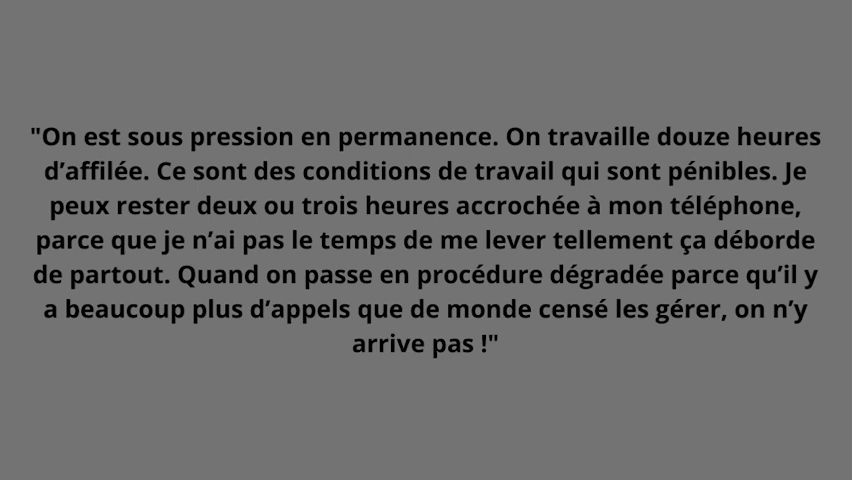 "On est sous pression en permanence. On travaille douze heures
d’affilée. Ce sont des conditions de travail qui sont pénibles. Je
peux rester deux ou trois heures accrochée à mon téléphone,
parce que je n’ai pas le temps de me lever tellement ça déborde
de partout. Quand on passe en procédure dégradée parce qu’il y
a beaucoup plus d’appels que de monde censé les gérer, on n’y
arrive pas !"